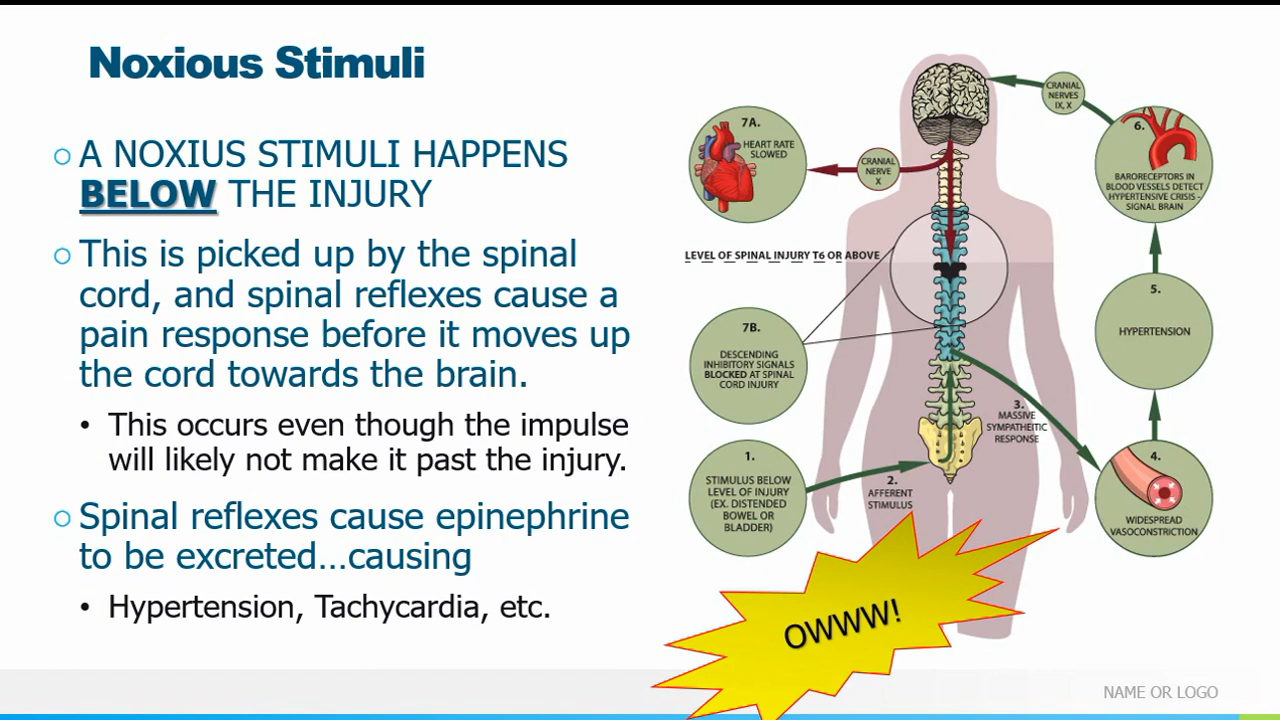 Noxious Stimuli
○ A NOXIUS STIMULI HAPPENS
BELOW THE INJURY
○ This is picked up by the spinal
cord, and spinal reflexes cause a
pain response before it moves up
the cord towards the brain.
• This occurs even though the impulse
will likely not make it past the injury.
○ Spinal reflexes cause epinephrine
to be excreted...causing
• Hypertension, Tachycardia, etc.
7A.
HEART RATE
SLOWED
CRANIAL
NERVE
X
CRANIAL
NERVES
IX, X
6.
BARORECEPTORS IN
BLOOD VESSELS DETECT
HYPERTENSIVE CRISIS -
SIGNAL BRAIN
LEVEL OF SPINAL INJURY T6 OR ABOVE
5.
HYPERTENSION
7B.
DESCENDING
INHIBITORY SIGNALS
BLOCKED AT SPINAL
CORD INJURY
3.
MASSIVE
SYMPATHEITIC
RESPONSE
4.
WIDESPREAD
VASOCONSTRICTION
1.
STIMULUS BELOW
LEVEL OF INJURY
(EX. DISTENDED
BOWEL OR
BLADDER)
2.
AFFERENT
STIMULUS
OWWW!
NAME OR LOGO